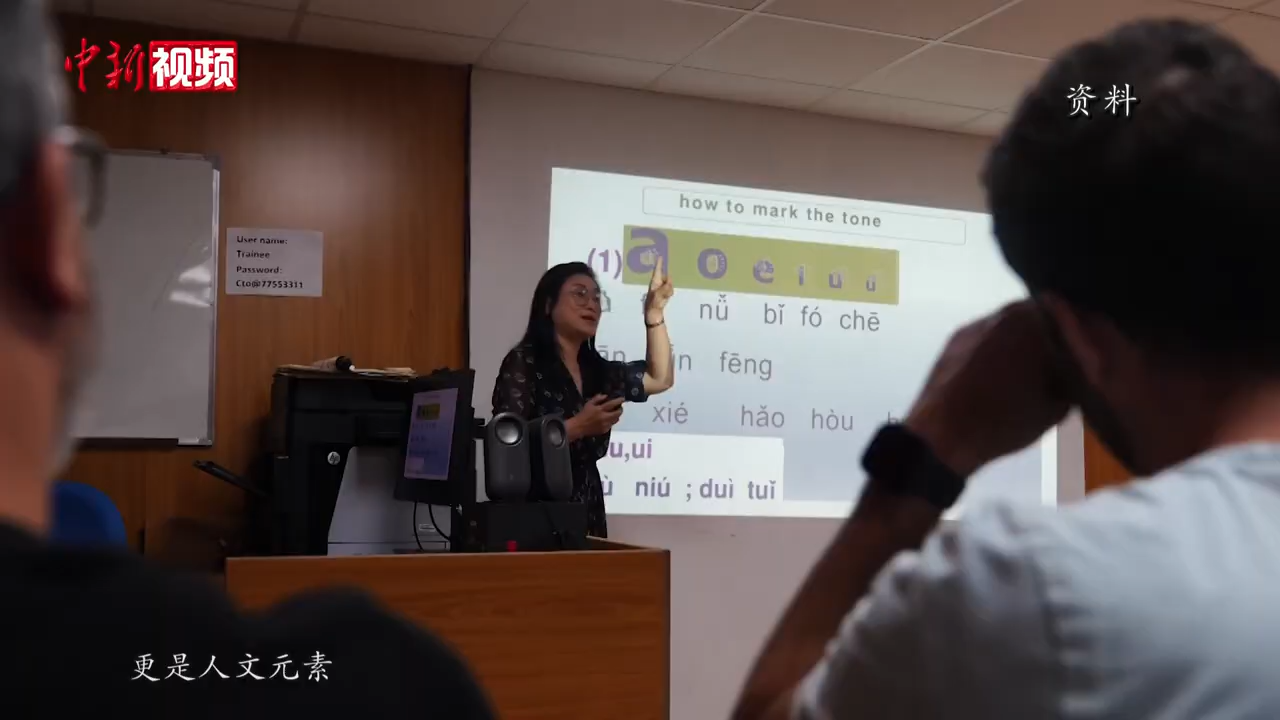 中新视频
资料
how to mark the tone
(1) a o e i u ü
nǚ bǐ fó chē
fēng
xié hǎo hòu
u,ui
niú ; duì tuǐ
User name:
Trainee
Password:
Cto@77553311
hp
更是人文元素